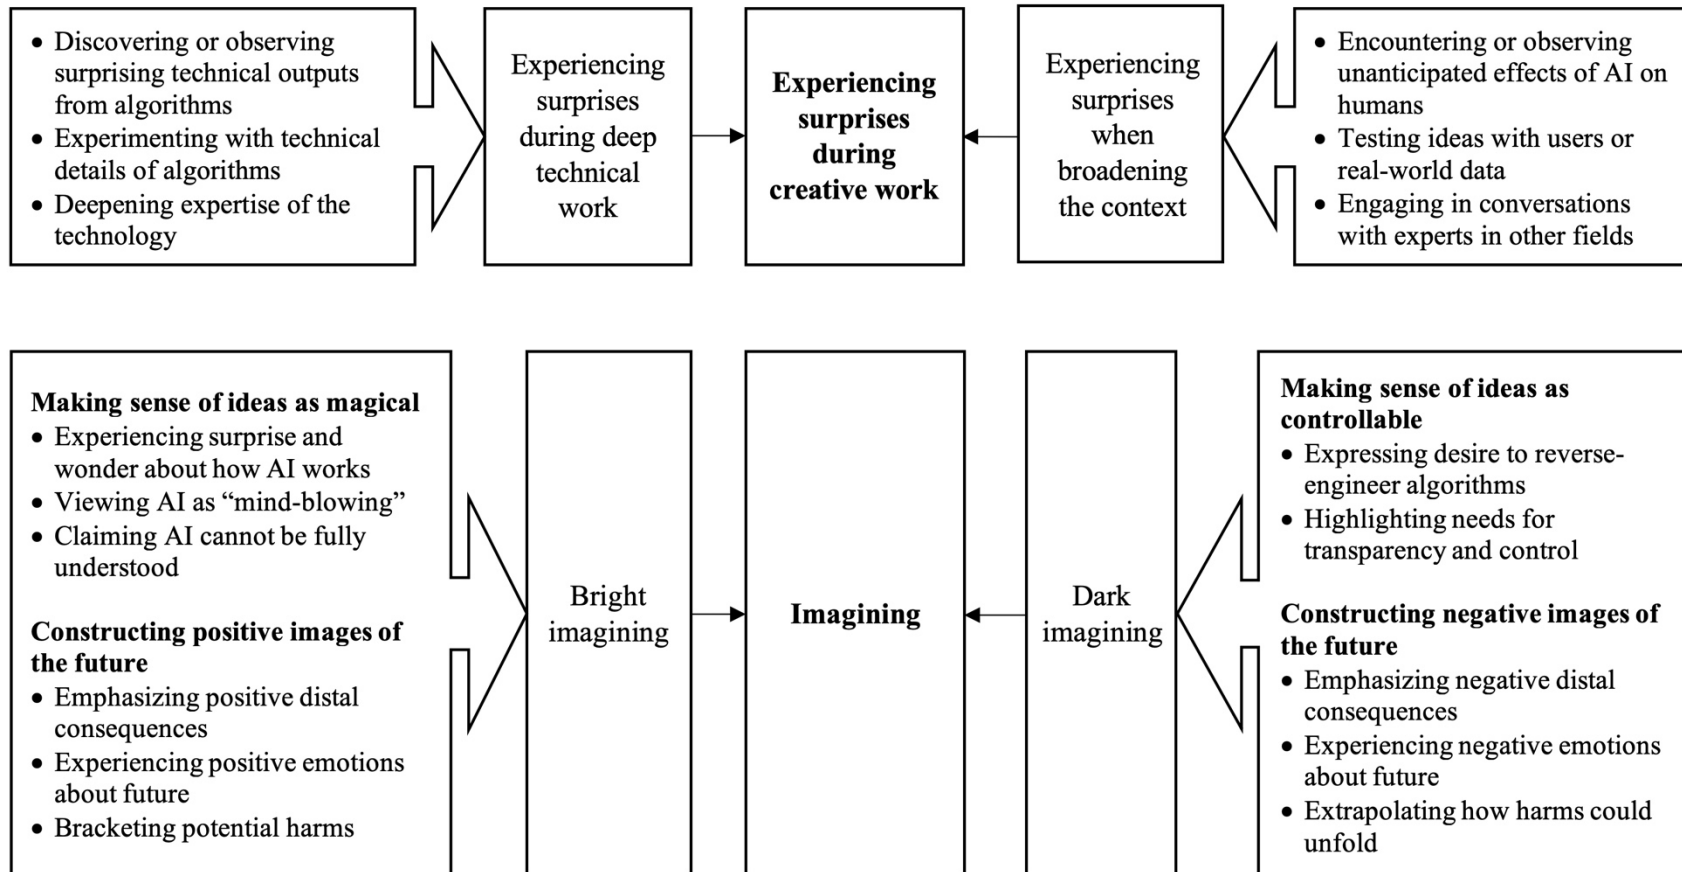 • Discovering or observing
surprising technical outputs
from algorithms
• Experimenting with technical
details of algorithms
• Deepening expertise of the
technology
Experiencing
surprises
during deep
technical
work
Experiencing
surprises
during
creative work
Experiencing
surprises
when
broadening
the context
• Encountering or observing
unanticipated effects of AI on
humans
• Testing ideas with users or
real-world data
• Engaging in conversations
with experts in other fields
Making sense of ideas as magical
• Experiencing surprise and
wonder about how AI works
• Viewing AI as “mind-blowing”
• Claiming AI cannot be fully
understood
Constructing positive images of
the future
• Emphasizing positive distal
consequences
• Experiencing positive emotions
about future
• Bracketing potential harms
Bright
imagining
Imagining
Dark
imagining
Making sense of ideas as
controllable
• Expressing desire to reverse-
engineer algorithms
• Highlighting needs for
transparency and control
Constructing negative images of
the future
• Emphasizing negative distal
consequences
• Experiencing negative emotions
about future
• Extrapolating how harms could
unfold